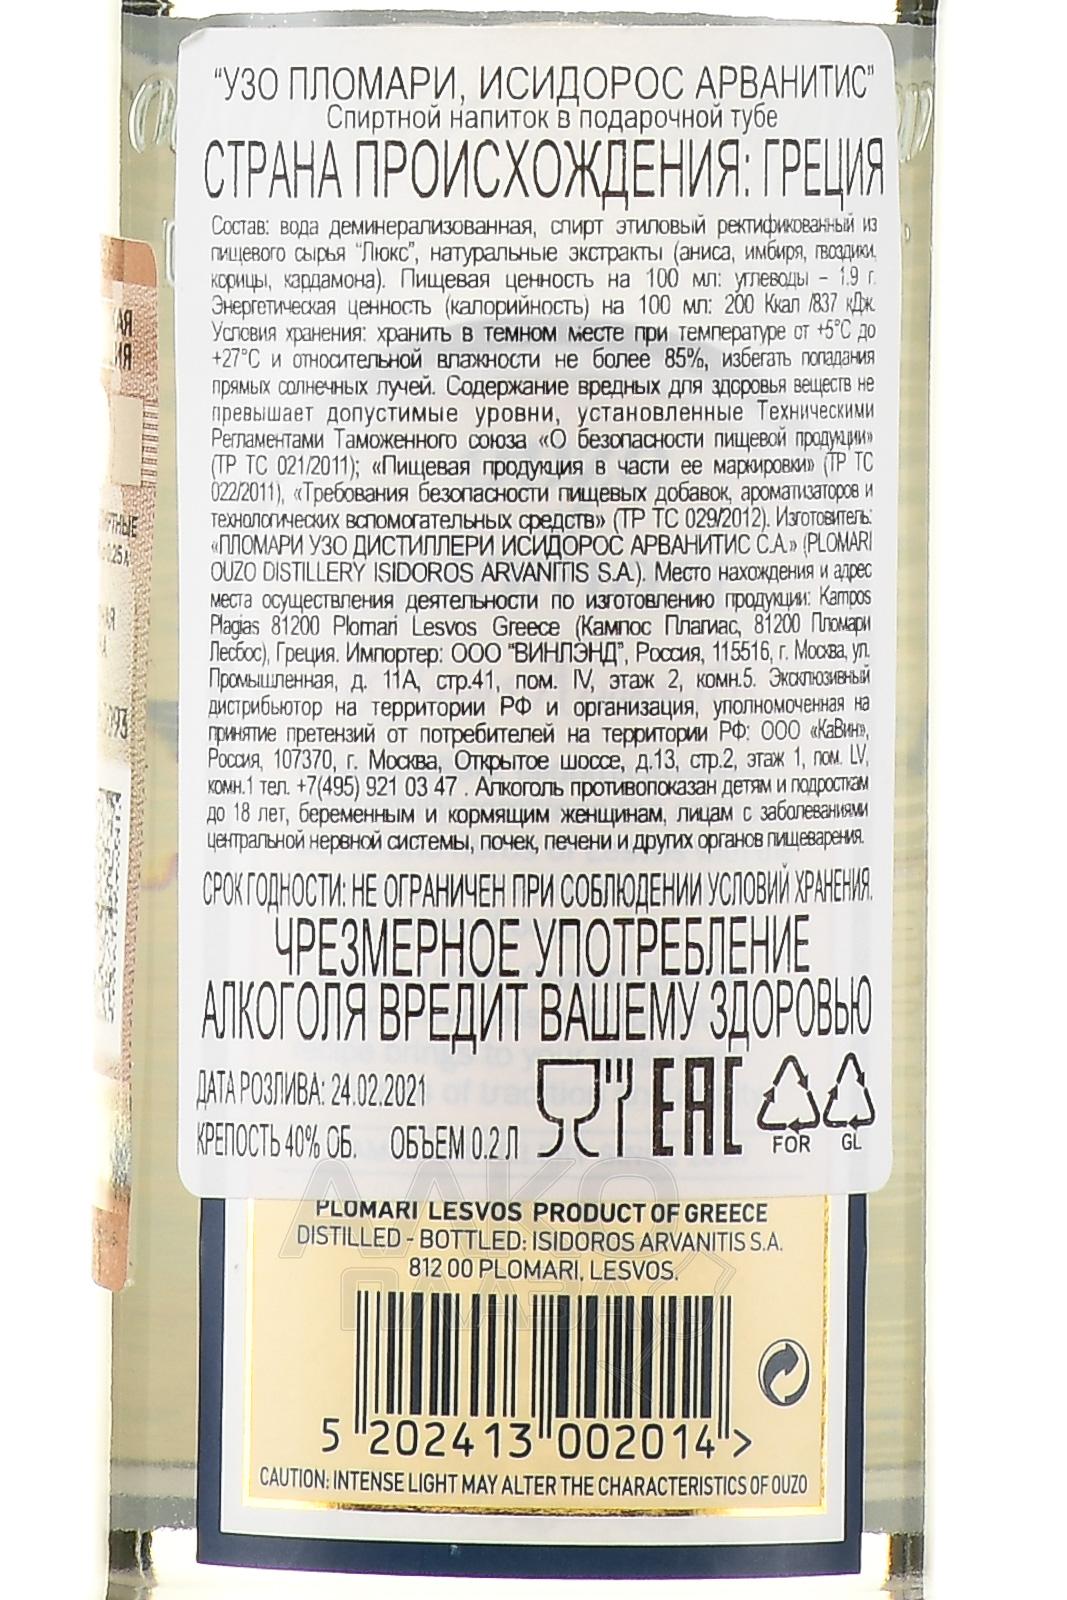 "УЗО ПЛОМАРИ, ИСИДОРОС АРВАНИТИС"
Спиртной напиток в подарочной тубе
СТРАНА ПРОИСХОЖДЕНИЯ: ГРЕЦИЯ
Состав: вода деминерализованная, спирт этиловый ректификованный из
пищевого сырья "Люкс", натуральные экстракты (аниса, имбиря, гвоздики,
корицы, кардамона). Пищевая ценность на 100 мл: углеводы – 1.9 г.
Энергетическая ценность (калорийность) на 100 мл: 200 Ккал /837 кДж.
Условия хранения: хранить в темном месте при температуре от +5°С до
+27°С и относительной влажности не более 85%, избегать попадания
прямых солнечных лучей. Содержание вредных для здоровья веществ не
превышает допустимые уровни, установленные Техническими
Регламентами Таможенного союза «О безопасности пищевой продукции»
(ТР ТС 021/2011); «Пищевая продукция в части ее маркировки» (ТР ТС
022/2011), «Требования безопасности пищевых добавок, ароматизаторов и
технологических вспомогательных средств» (ТР ТС 029/2012). Изготовитель:
«ПЛОМАРИ УЗО ДИСТИЛЛЕРИ ИСИДОРОС АРВАНИТИС С.А.» (PLOMARI
OUZO DISTILLERY ISIDOROS ARVANITIS S.A.). Место нахождения и адрес
места осуществления деятельности по изготовлению продукции: Kampos
Plagias 81200 Plomari Lesvos Greece (Кампос Плагиас, 81200 Пломари
Лесбос), Греция. Импортер: ООО "ВИНЛЭНД", Россия, 115516, г. Москва, ул.
Промышленная, д. 11А, стр.41, пом. IV, этаж 2, комн.5. Эксклюзивный
дистрибьютор на территории РФ и организация, уполномоченная на
принятие претензий от потребителей на территории РФ: ООО «КаВин»,
Россия, 107370, г. Москва, Открытое шоссе, д.13, стр.2, этаж 1, пом. LV,
комн.1 тел. +7(495) 921 03 47 . Алкоголь противопоказан детям и подросткам
до 18 лет, беременным и кормящим женщинам, лицам с заболеваниями
центральной нервной системы, почек, печени и других органов пищеварения.
СРОК ГОДНОСТИ: НЕ ОГРАНИЧЕН ПРИ СОБЛЮДЕНИИ УСЛОВИЙ ХРАНЕНИЯ.
ЧРЕЗМЕРНОЕ УПОТРЕБЛЕНИЕ
АЛКОГОЛЯ ВРЕДИТ ВАШЕМУ ЗДОРОВЬЮ
ДАТА РОЗЛИВА: 24.02.2021
КРЕПОСТЬ 40% ОБ. ОБЪЕМ 0.2 Л
EAC
FOR
GL
PLOMARI LESVOS PRODUCT OF GREECE
DISTILLED - BOTTLED: ISIDOROS ARVANITIS S.A.
812 00 PLOMARI, LESVOS.
5 202413 002014 >
CAUTION: INTENSE LIGHT MAY ALTER THE CHARACTERISTICS OF OUZO
АЛКО
ПЛАЗА